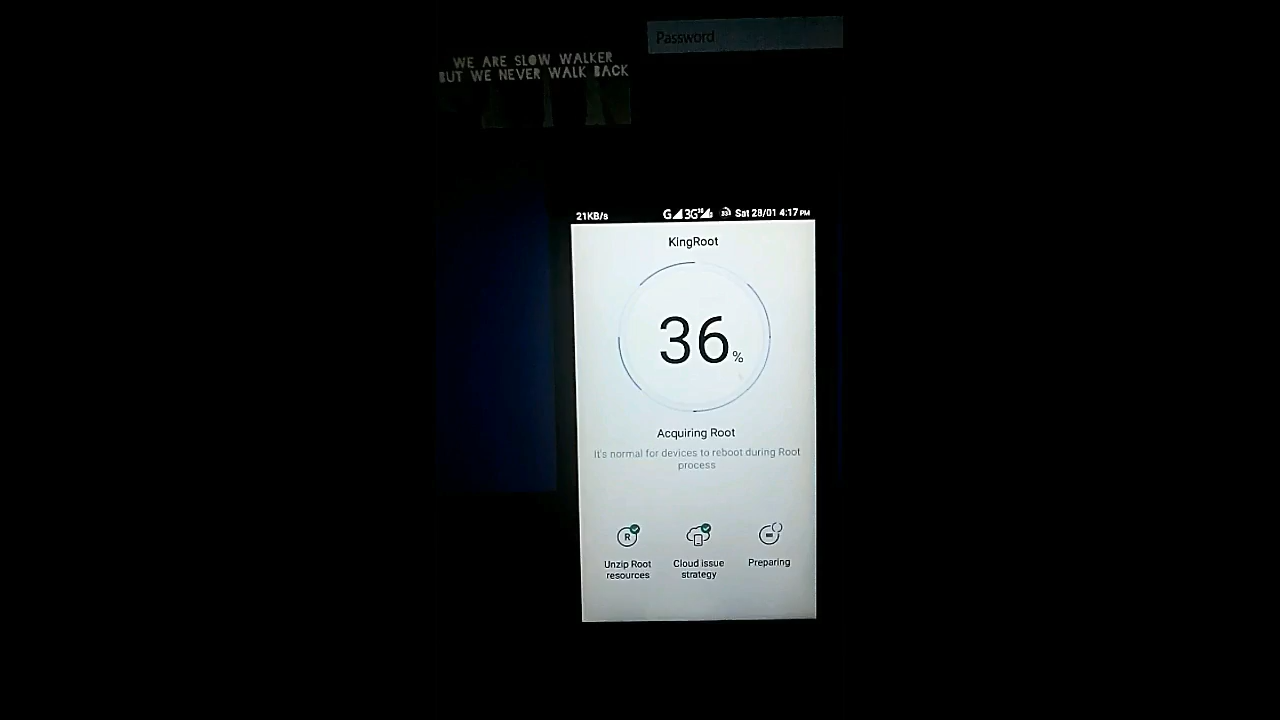 Password
WE ARE SLOW WALKER
BUT WE NEVER WALK BACK
21KB/s G 3G Sat 28/01 4:17 PM
KingRoot
36 %
Acquiring Root
It's normal for devices to reboot during Root
process
R
Unzip Root
resources
Cloud issue
strategy
Preparing